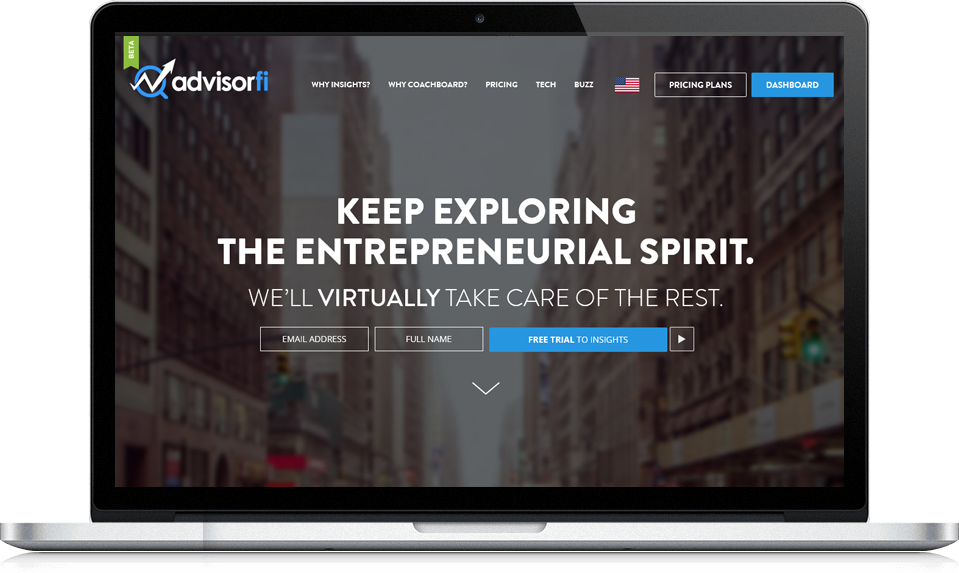 BETA
advisorfi
WHY INSIGHTS? WHY COACHBOARD? PRICING TECH BUZZ PRICING PLANS DASHBOARD
KEEP EXPLORING
THE ENTREPRENEURIAL SPIRIT.
WE'LL VIRTUALLY TAKE CARE OF THE REST.
EMAIL ADDRESS FULL NAME FREE TRIAL TO INSIGHTS